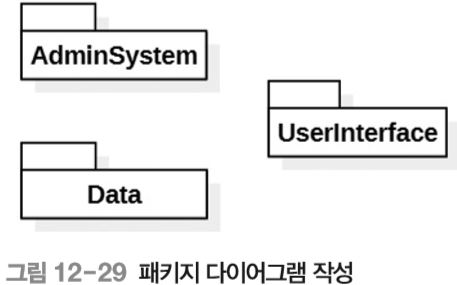 AdminSystem
UserInterface
Data
그림 12-29 패키지 다이어그램 작성